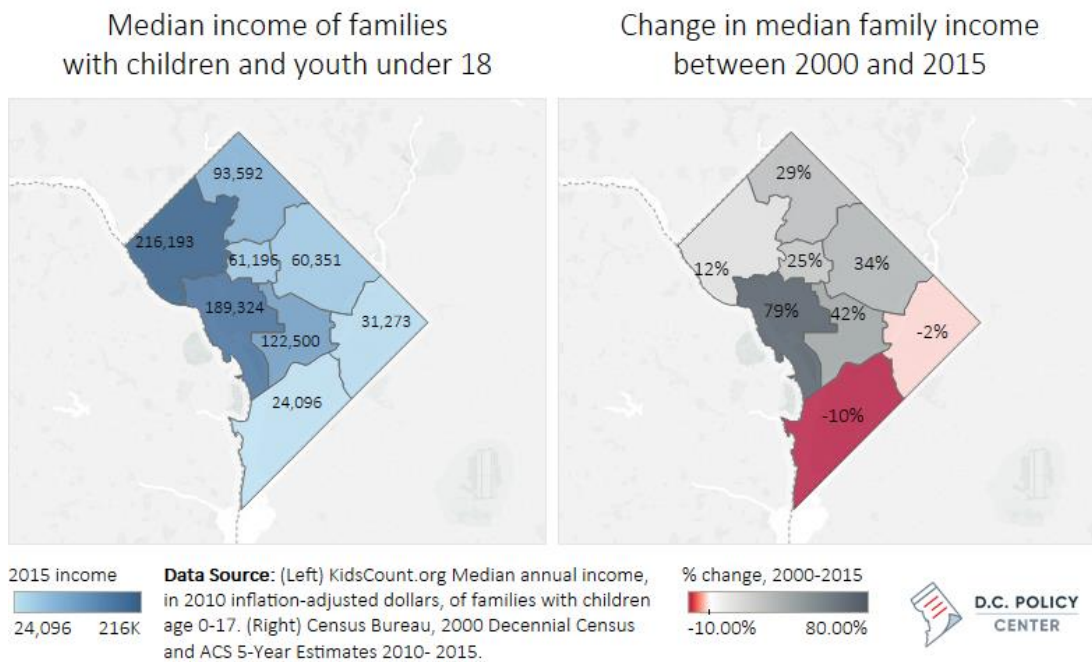 Median income of families
with children and youth under 18
Change in median family income
between 2000 and 2015
93,592
216,193
61,196
60,351
189,324
31,273
122,500
24,096
29%
12%
25%
34%
79%
42%
-2%
-10%
2015 income
24,096 216K
Data Source: (Left) KidsCount.org Median annual income,
in 2010 inflation-adjusted dollars, of families with children
age 0-17. (Right) Census Bureau, 2000 Decennial Census
and ACS 5-Year Estimates 2010- 2015.
% change, 2000-2015
-10.00% 80.00%
D.C. POLICY
CENTER